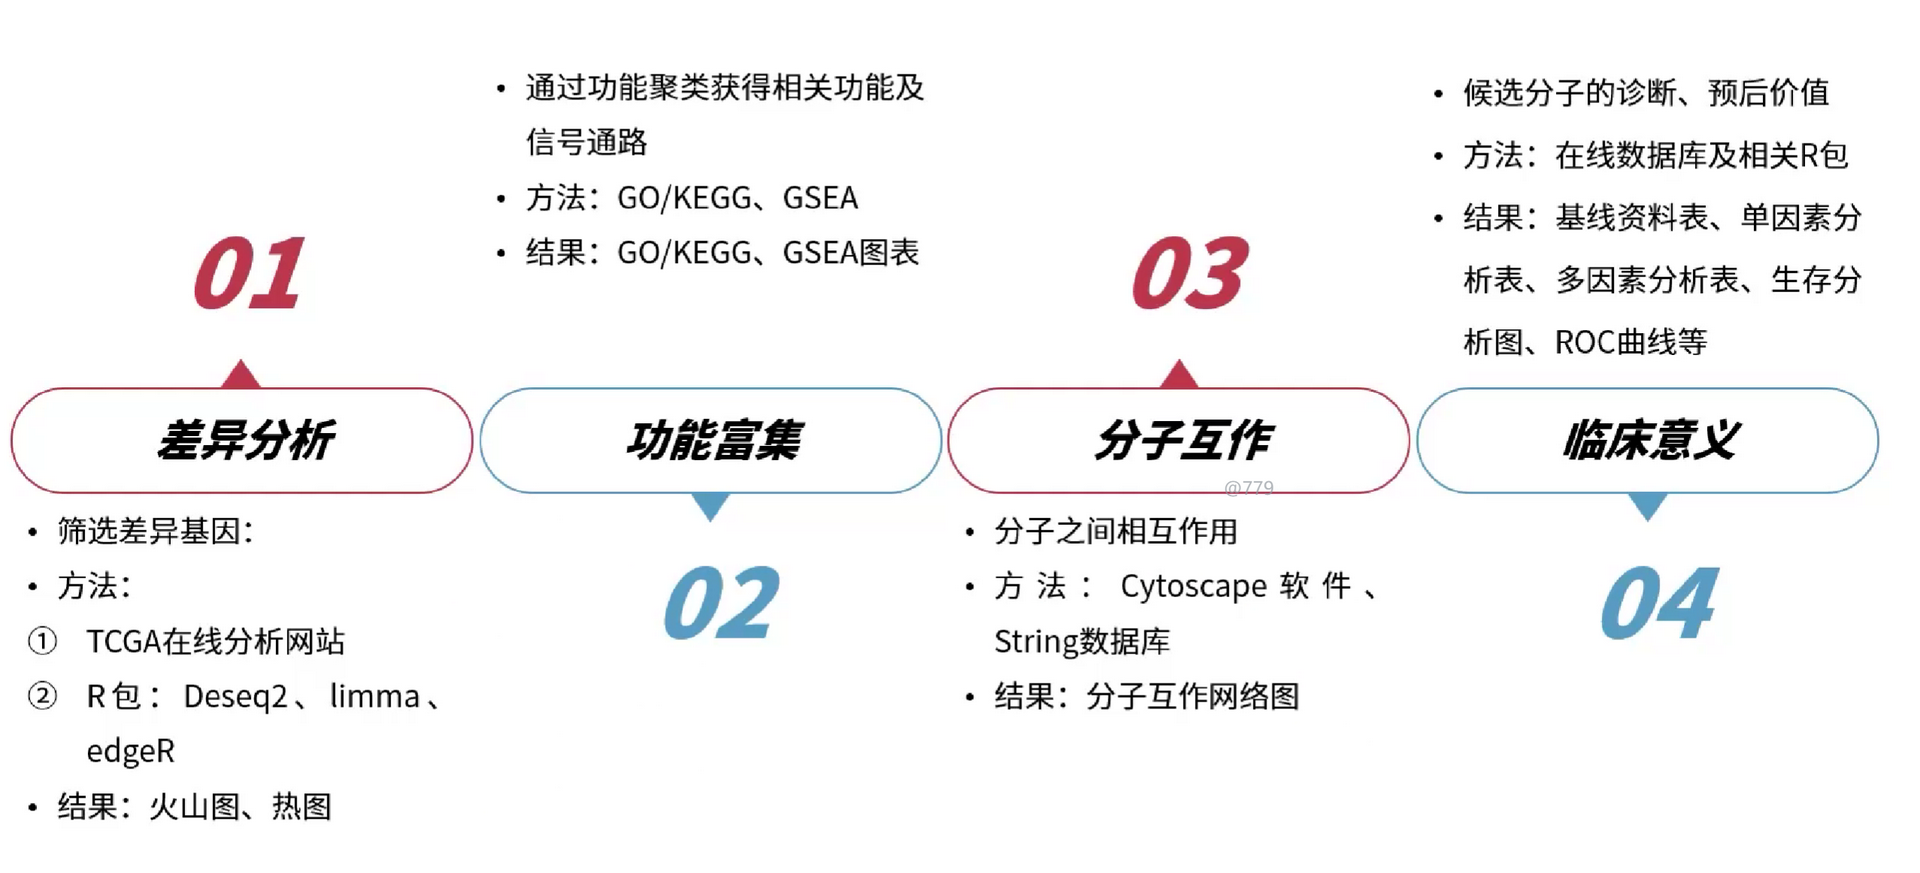 01
差异分析
• 筛选差异基因：
• 方法：
① TCGA在线分析网站
② R包：Deseq2、limma、
edgeR
• 结果：火山图、热图
• 通过功能聚类获得相关功能及
信号通路
• 方法：GO/KEGG、GSEA
• 结果：GO/KEGG、GSEA图表
功能富集
02
03
分子互作
@779
• 分子之间相互作用
• 方法：Cytoscape软件、
String数据库
• 结果：分子互作网络图
• 候选分子的诊断、预后价值
• 方法：在线数据库及相关R包
• 结果：基线资料表、单因素分
析表、多因素分析表、生存分
析图、ROC曲线等
临床意义
04